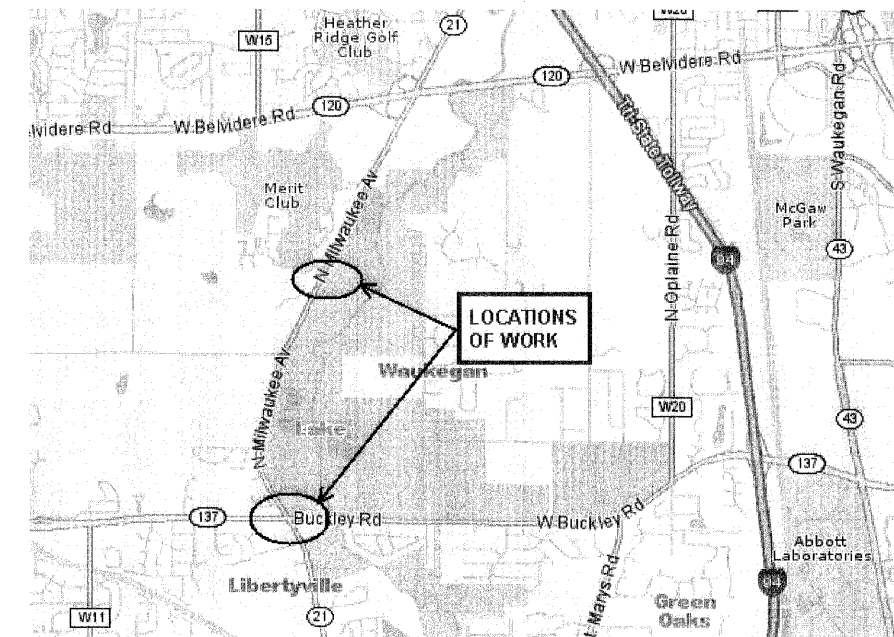 W20
Heather
Ridge Golf
Club
21
W15
W Belvidere Rd
120
120
W Belvidere Rd
lvidere Rd
Tri-State Tollway
S Waukegan Rd
Merit
Club
N Milwaukee Av
McGaw
Park
N Oplaine Rd
43
94
LOCATIONS
OF WORK
Waukegan
N Milwaukee Av
W20
43
Lake
137
137
Buckley Rd
W Buckley Rd
Abbott
Laboratories
t Marys Rd
Libertyville
94
Green
Oaks
W11
21